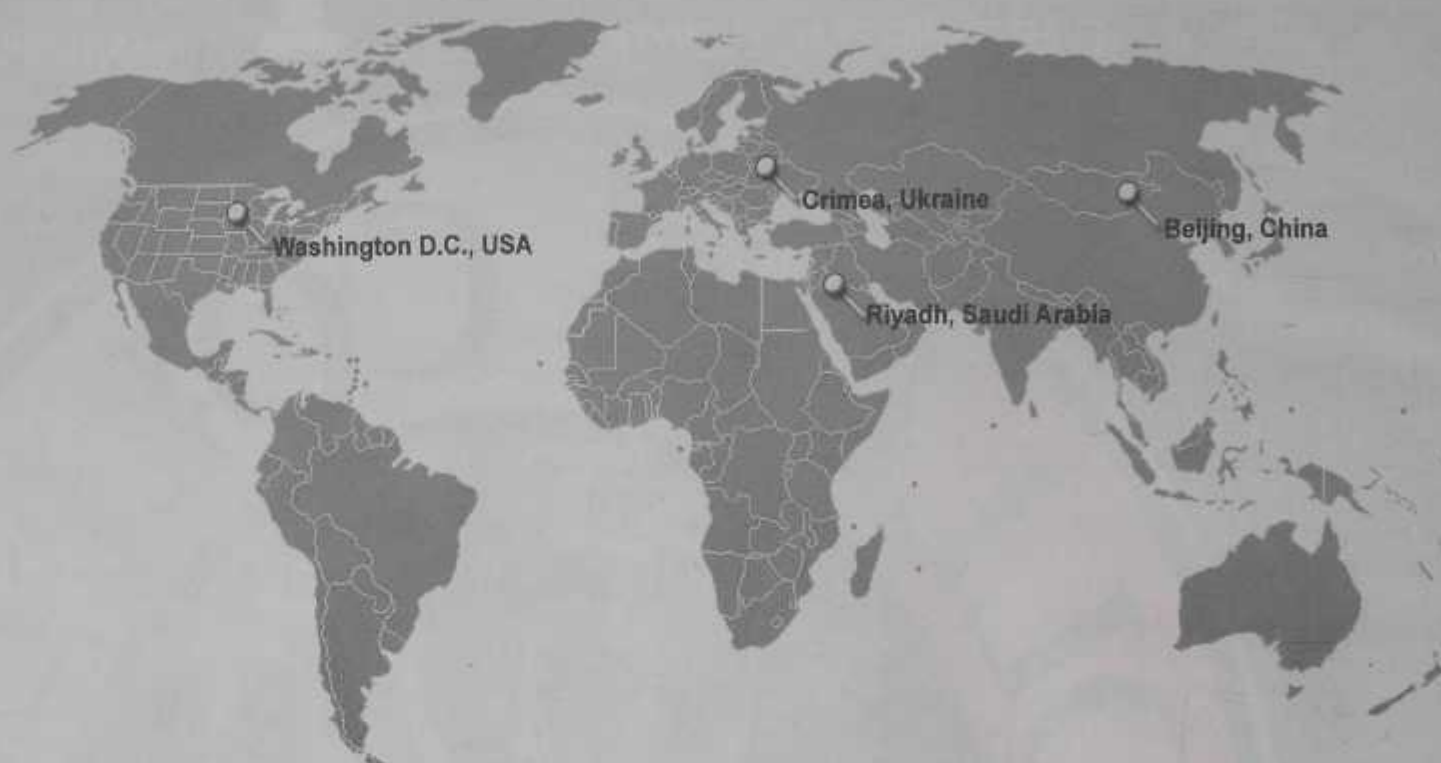 Crimea, Ukraine
Beijing, China
Washington D.C., USA
Riyadh, Saudi Arabia